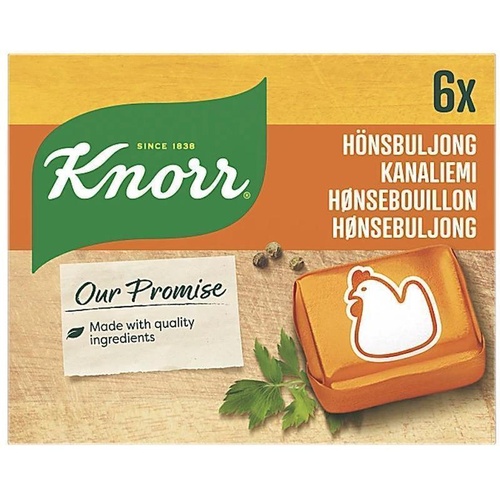 6x
SINCE 1838
Knorr®
HÖNSBULJONG
KANALIEMI
HØNSEBOUILLON
HØNSEBULJONG
Our Promise
Made with quality
ingredients